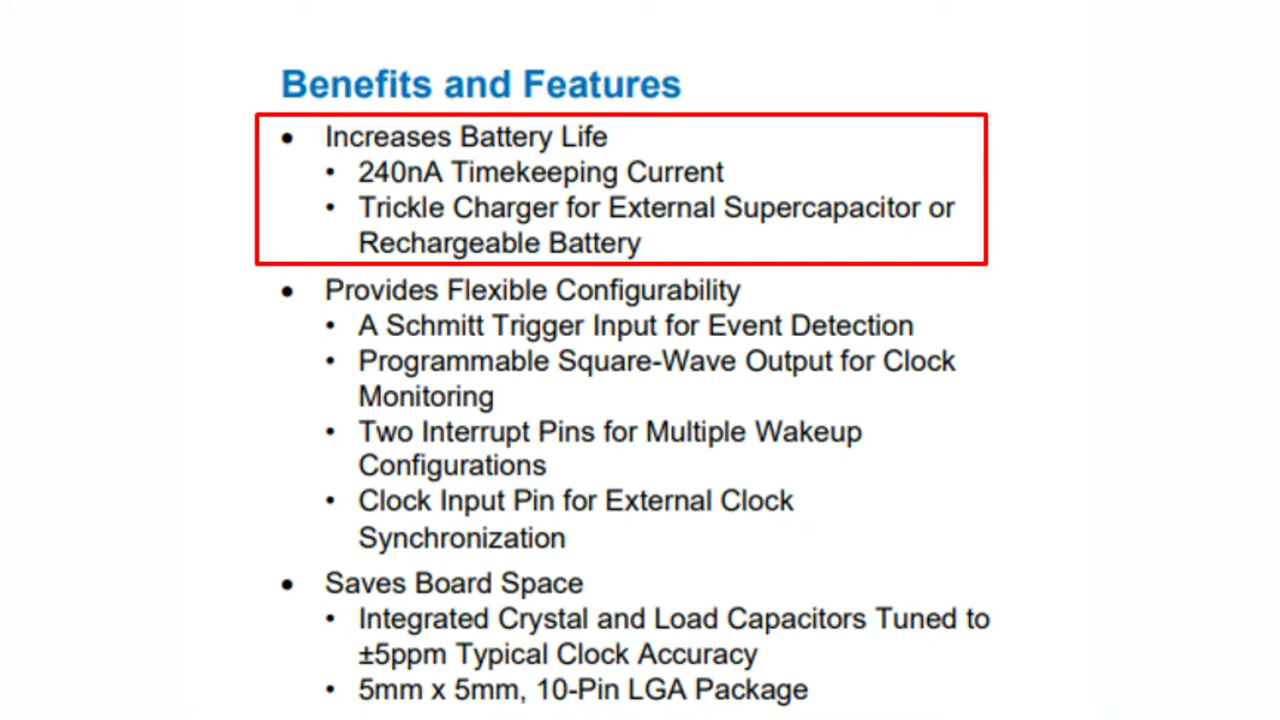 Benefits and Features
• Increases Battery Life
• 240nA Timekeeping Current
• Trickle Charger for External Supercapacitor or
Rechargeable Battery
• Provides Flexible Configurability
• A Schmitt Trigger Input for Event Detection
• Programmable Square-Wave Output for Clock
Monitoring
• Two Interrupt Pins for Multiple Wakeup
Configurations
• Clock Input Pin for External Clock
Synchronization
• Saves Board Space
• Integrated Crystal and Load Capacitors Tuned to
±5ppm Typical Clock Accuracy
• 5mm x 5mm, 10-Pin LGA Package